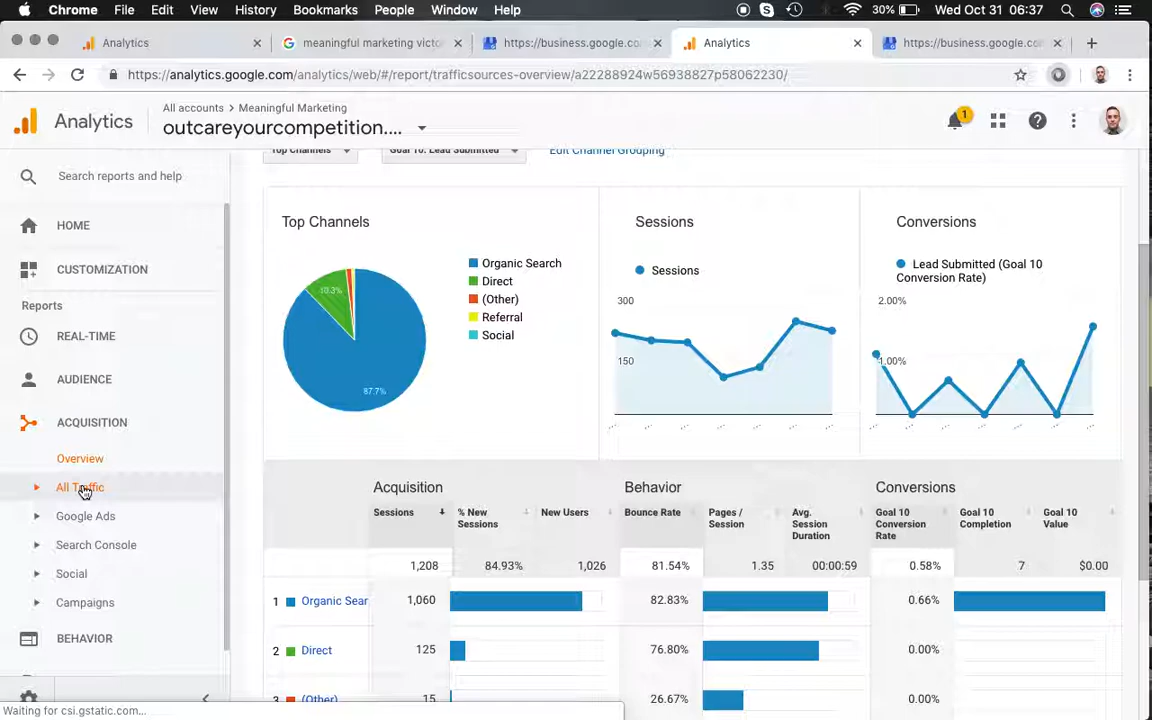 Chrome File Edit View History Bookmarks People Window Help 30% Wed Oct 31 06:37
Analytics
meaningful marketing victo
https://business.google.co
Analytics
https://business.google.com
https://analytics.google.com/analytics/web/#/report/trafficsources-overview/a22288924w56938827p58062230/
Analytics
All accounts > Meaningful Marketing
outcareyourcompetition....
1
Search reports and help
HOME
CUSTOMIZATION
Reports
REAL-TIME
AUDIENCE
ACQUISITION
Overview
All Traffic
Google Ads
Search Console
Social
Campaigns
BEHAVIOR
Waiting for csi.gstatic.com...
Top Channels
Goal 10: Lead Submitted
Edit Channel Grouping
Top Channels
10.3%
87.7%
Organic Search
Direct
(Other)
Referral
Social
Sessions
Sessions
300
150
Conversions
Lead Submitted (Goal 10
Conversion Rate)
2.00%
1.00%
Acquisition Behavior Conversions
Sessions % New Sessions New Users Bounce Rate Pages / Session Avg. Session Duration Goal 10 Conversion Rate Goal 10 Completion Goal 10 Value
1,208 84.93% 1,026 81.54% 1.35 00:00:59 0.58% 7 $0.00
1 Organic Sear 1,060 82.83% 0.66%
2 Direct 125 76.80% 0.00%
3 (Other) 15 26.67% 0.00%